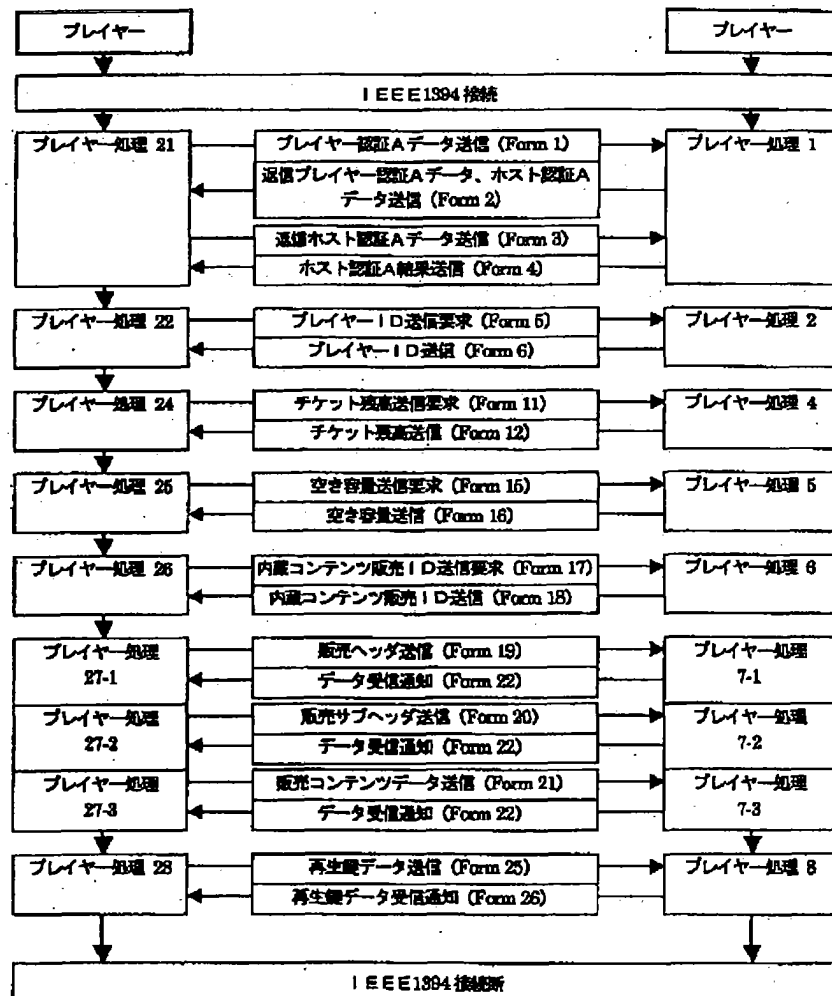 プレイヤー
プレイヤー
IEEE1394 接続
プレイヤー処理 21
プレイヤー認証Aデータ送信 (Form 1)
プレイヤー処理 1
返信プレイヤー認証Aデータ、ホスト認証A
データ送信 (Form 2)
返信ホスト認証Aデータ送信 (Form 3)
ホスト認証A結果送信 (Form 4)
プレイヤー処理 22
プレイヤーID送信要求 (Form 5)
プレイヤー処理 2
プレイヤーID送信 (Form 6)
プレイヤー処理 24
チケット残高送信要求 (Form 11)
プレイヤー処理 4
チケット残高送信 (Form 12)
プレイヤー処理 25
空き容量送信要求 (Form 15)
プレイヤー処理 5
空き容量送信 (Form 16)
プレイヤー処理 26
内蔵コンテンツ販売ID送信要求 (Form 17)
プレイヤー処理 6
内蔵コンテンツ販売ID送信 (Form 18)
プレイヤー処理
27-1
販売ヘッダ送信 (Form 19)
データ受信通知 (Form 22)
プレイヤー処理
7-1
プレイヤー処理
27-2
販売サブヘッダ送信 (Form 20)
データ受信通知 (Form 22)
プレイヤー処理
7-2
プレイヤー処理
27-3
販売コンテンツデータ送信 (Form 21)
データ受信通知 (Form 22)
プレイヤー処理
7-3
プレイヤー処理 28
再生鍵データ送信 (Form 25)
プレイヤー処理 8
再生鍵データ受信通知 (Form 26)
IEEE1394 接続断